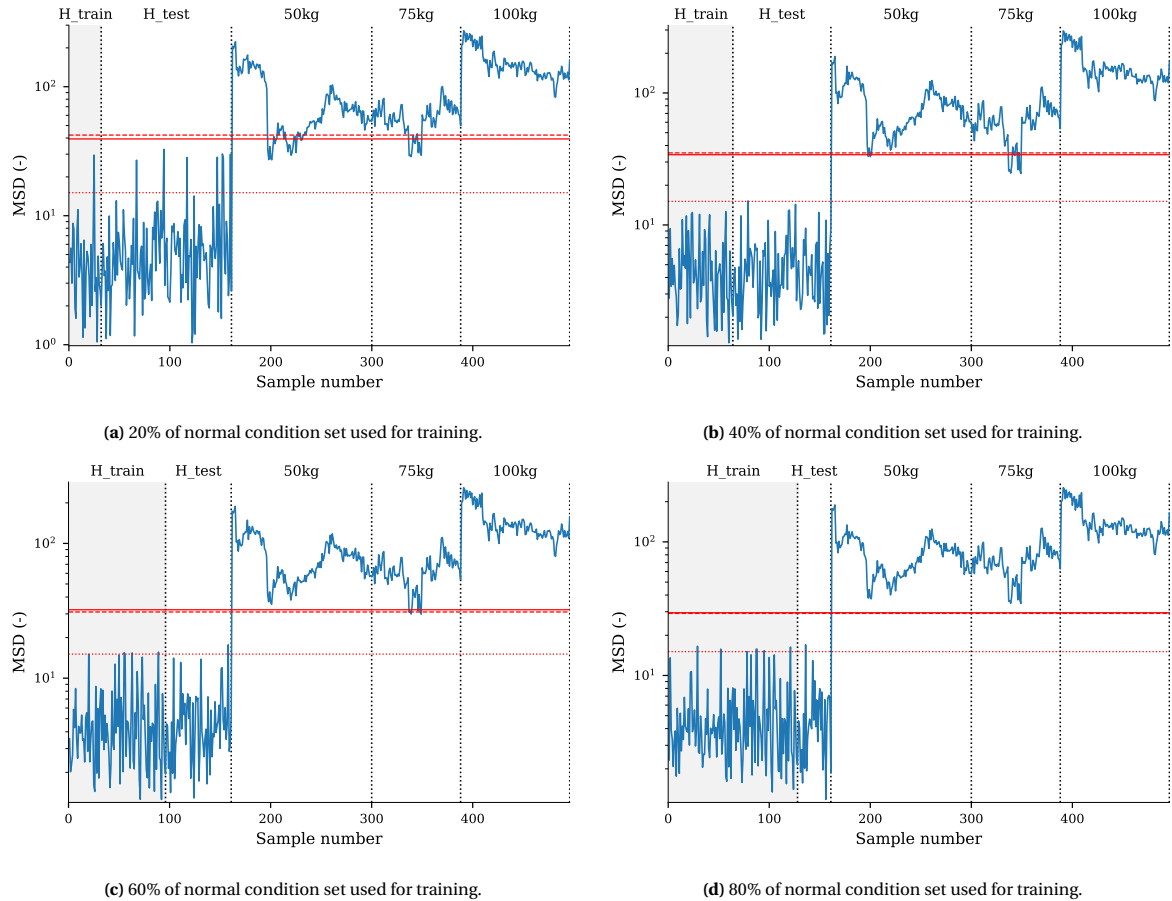 H_train H_test 50kg 75kg 100kg
MSD (-)
10²
10¹
10⁰
0 100 200 300 400
Sample number
(a) 20% of normal condition set used for training.
H_train H_test 50kg 75kg 100kg
MSD (-)
10²
10¹
0 100 200 300 400
Sample number
(b) 40% of normal condition set used for training.
H_train H_test 50kg 75kg 100kg
MSD (-)
10²
10¹
0 100 200 300 400
Sample number
(c) 60% of normal condition set used for training.
H_train H_test 50kg 75kg 100kg
MSD (-)
10²
10¹
0 100 200 300 400
Sample number
(d) 80% of normal condition set used for training.